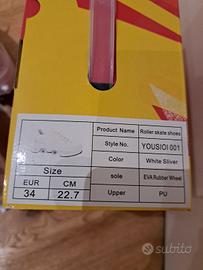 Product Name Roller skate shoes
Style No. YOUSIOI 001
Color White Sliver
Size
sole EVA Rubber Wheel
EUR CM
34 22.7
Upper PU
subito